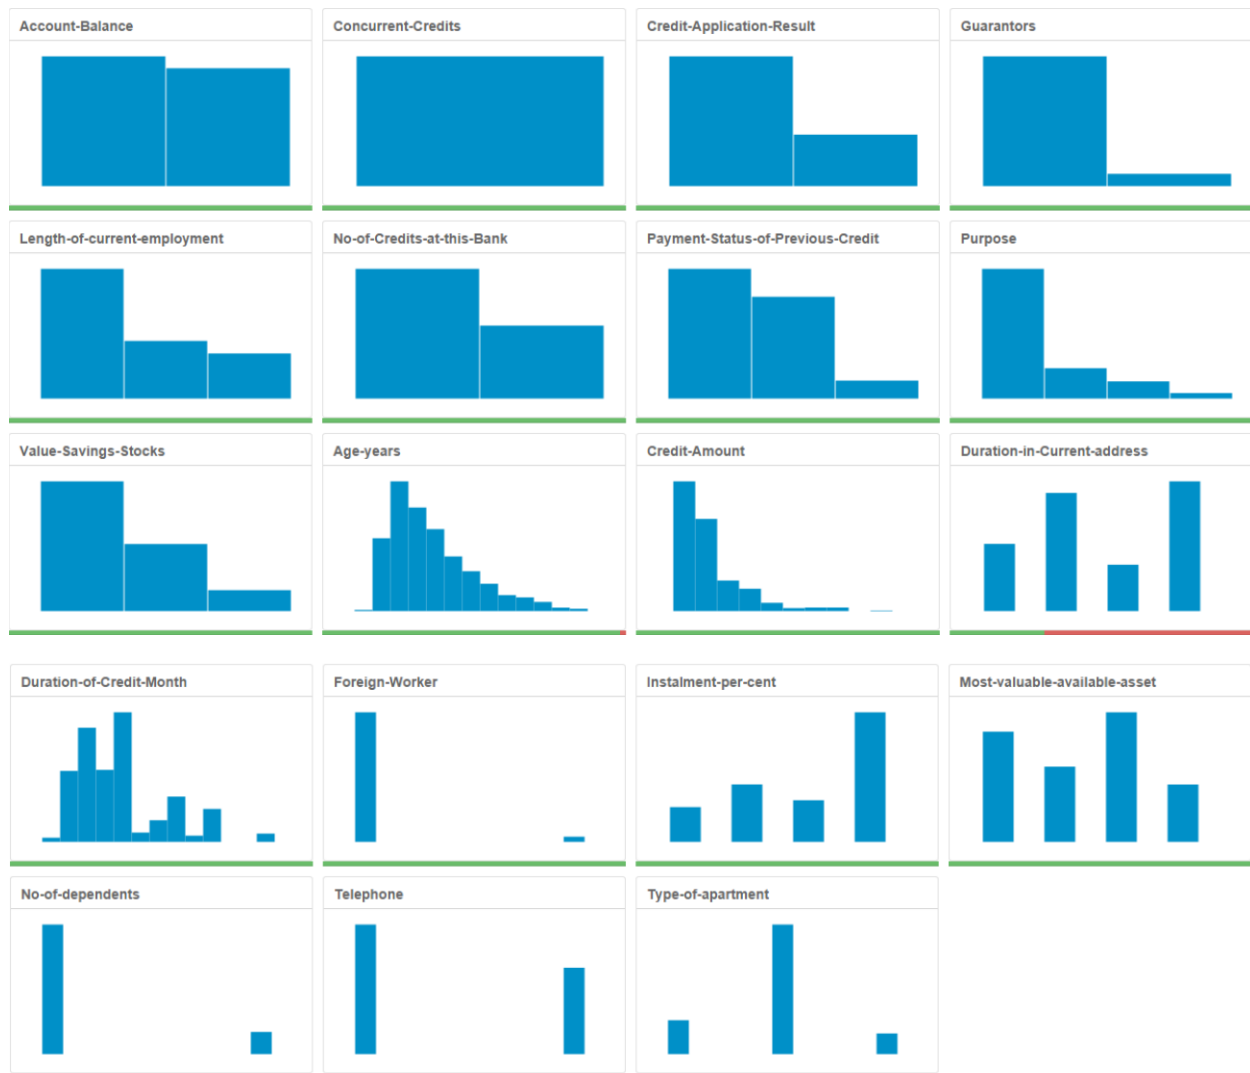 Account-Balance
Concurrent-Credits
Credit-Application-Result
Guarantors
Length-of-current-employment
No-of-Credits-at-this-Bank
Payment-Status-of-Previous-Credit
Purpose
Value-Savings-Stocks
Age-years
Credit-Amount
Duration-in-Current-address
Duration-of-Credit-Month
Foreign-Worker
Instalment-per-cent
Most-valuable-available-asset
No-of-dependents
Telephone
Type-of-apartment